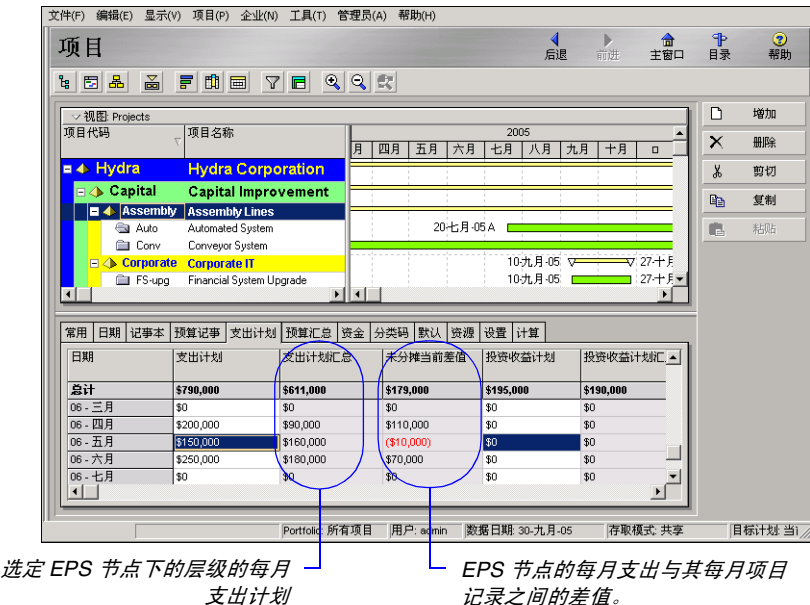 文件(F) 编辑(E) 显示(V) 项目(P) 企业(N) 工具(T) 管理员(A) 帮助(H)
项目
后退 前进 主窗口 目录 帮助
视图: Projects
项目代码 项目名称
2005
月 四月 五月 六月 七月 八月 九月 十月
Hydra Hydra Corporation
Capital Capital Improvement
Assembly Assembly Lines
Auto Automated System 20-七月-05 A
Conv Conveyor System
Corporate Corporate IT 10-九月-05 27-十月
FS-upg Financial System Upgrade 10-九月-05 27-十月
增加
删除
剪切
复制
粘贴
常用 日期 记事本 预算记事 支出计划 预算汇总 资金 分类码 默认 资源 设置 计算
日期 支出计划 支出计划汇总 未分摊当前差值 投资收益计划 投资收益计划汇
总计 $790,000 $611,000 $179,000 $195,000 $190,000
06 - 三月 $0 $0 $0 $0 $0
06 - 四月 $200,000 $90,000 $110,000 $0 $0
06 - 五月 $150,000 $160,000 ($10,000) $0 $0
06 - 六月 $250,000 $180,000 $70,000 $0 $0
06 - 七月 $0 $0 $0 $0 $0
Portfolio: 所有项目 用户: admin 数据日期: 30-九月-05 存取模式: 共享 目标计划: 当前
选定 EPS 节点下的层级的每月
支出计划
EPS 节点的每月支出与其每月项目
记录之间的差值。